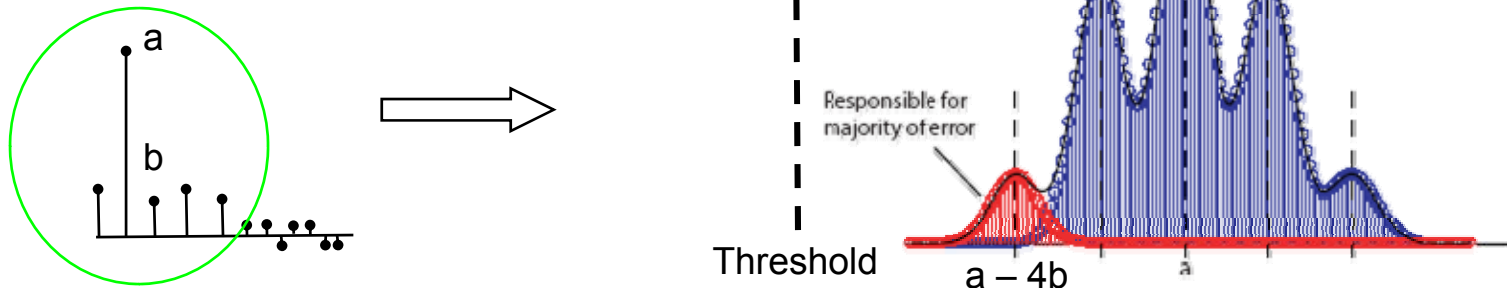 a
b
Responsible for
majority of error
Threshold
a – 4b
a